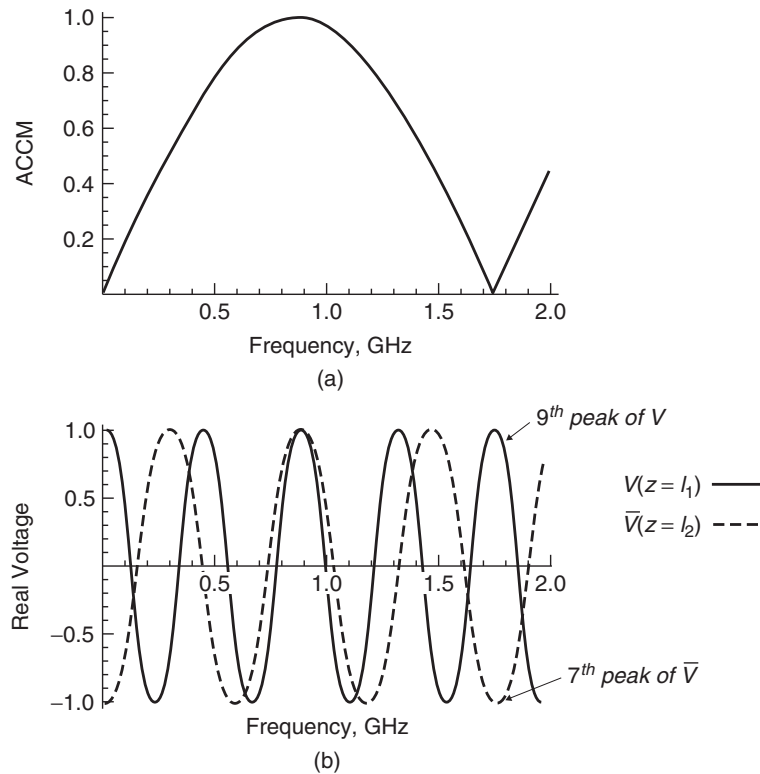 1.0
0.8
0.6
0.4
0.2
ACCM
0.5 1.0 1.5 2.0
Frequency, GHz
(a)
9th peak of V
1.0
0.5
−0.5
−1.0
Real Voltage
0.5 1.0 1.5 2.0
V(z = l1)
V̅(z = l2)
7th peak of V̅
Frequency, GHz
(b)